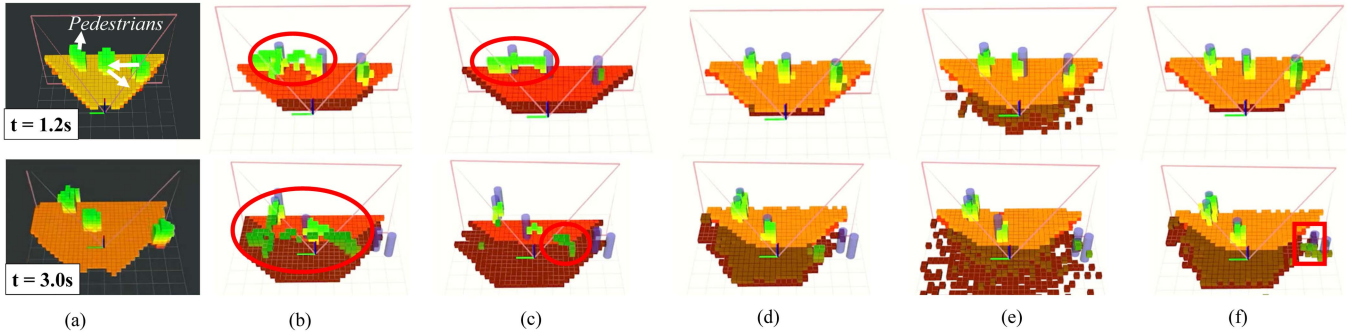 Pedestrians
t = 1.2s
t = 3.0s
(a) (b) (c) (d) (e) (f)